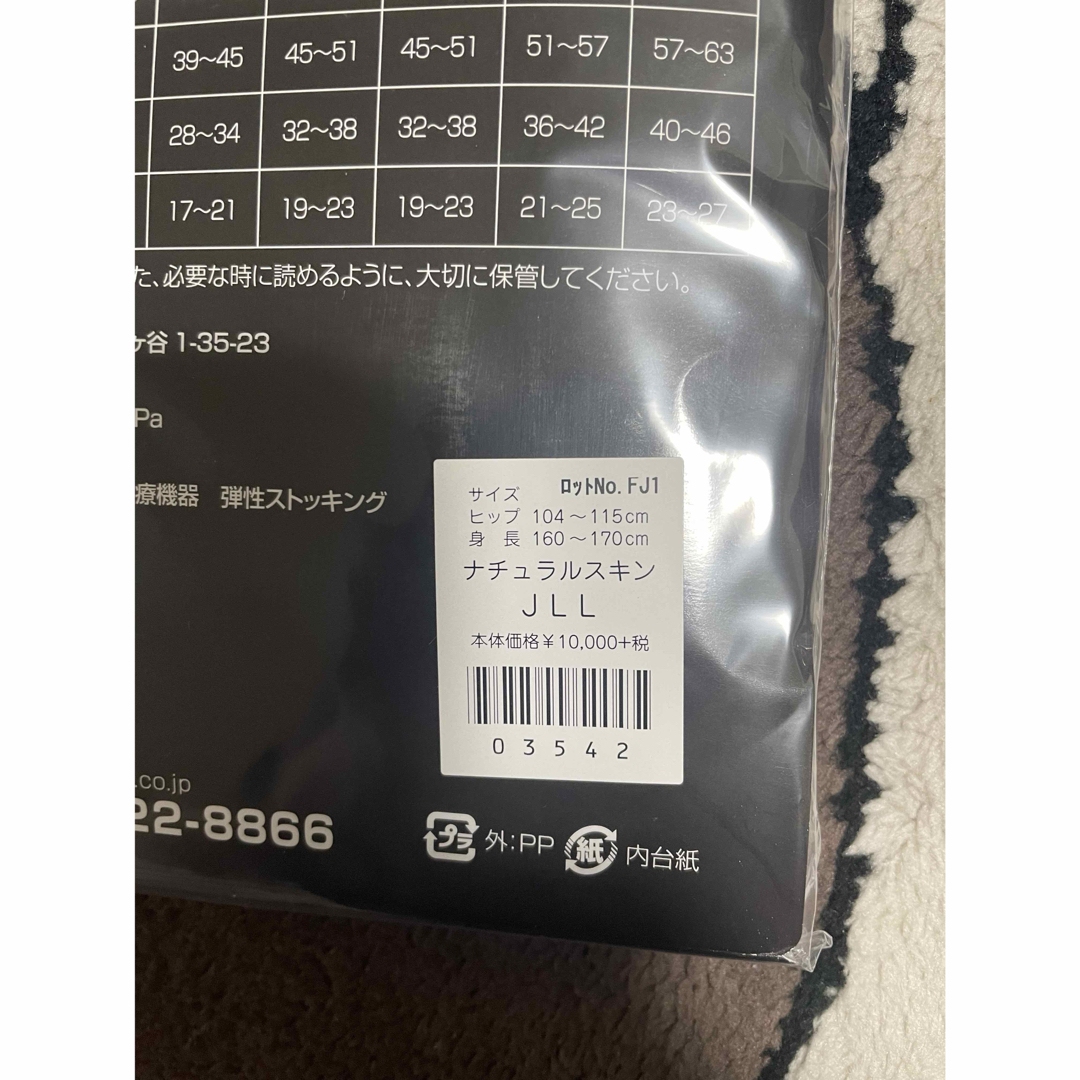 39～45 45～51 45～51 51～57 57～63
28～34 32～38 32～38 36～42 40～46
17～21 19～23 19～23 21～25 23～27
た、必要な時に読めるように、大切に保管してください。
ヶ谷 1-35-23
Pa
療機器 弾性ストッキング
サイズ ﾛｯﾄNo. FJ1
ヒップ 104～115cm
身 長 160～170cm
ナチュラルスキン
JLL
本体価格￥10,000+税
03542
.co.jp
22-8866
プラ 外:PP 紙 内台紙